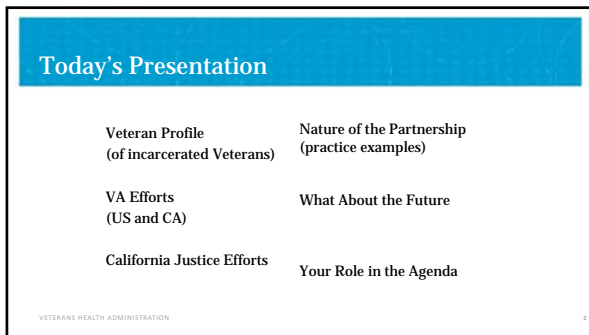 Today's Presentation
Veteran Profile
(of incarcerated Veterans)
VA Efforts
(US and CA)
California Justice Efforts
Nature of the Partnership
(practice examples)
What About the Future
Your Role in the Agenda
VETERANS HEALTH ADMINISTRATION
2